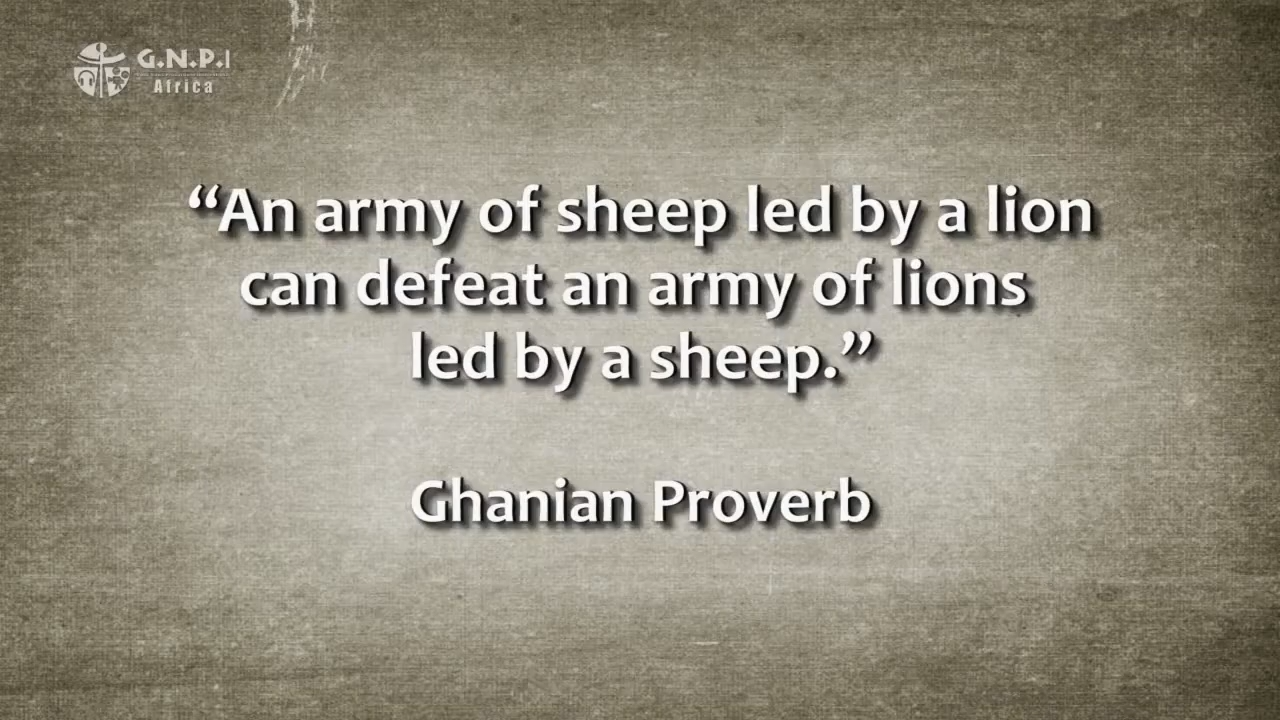 G.N.P.I
Africa
“An army of sheep led by a lion
can defeat an army of lions
led by a sheep.”
Ghanian Proverb